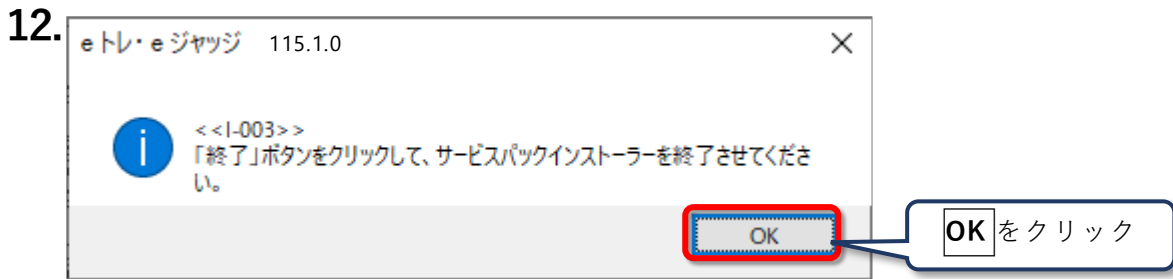 12.
eトレ・eジャッジ 115.1.0
<<I-003>>
「終了」ボタンをクリックして、サービスパックインストーラーを終了させてくださ
い。
OK
OKをクリック